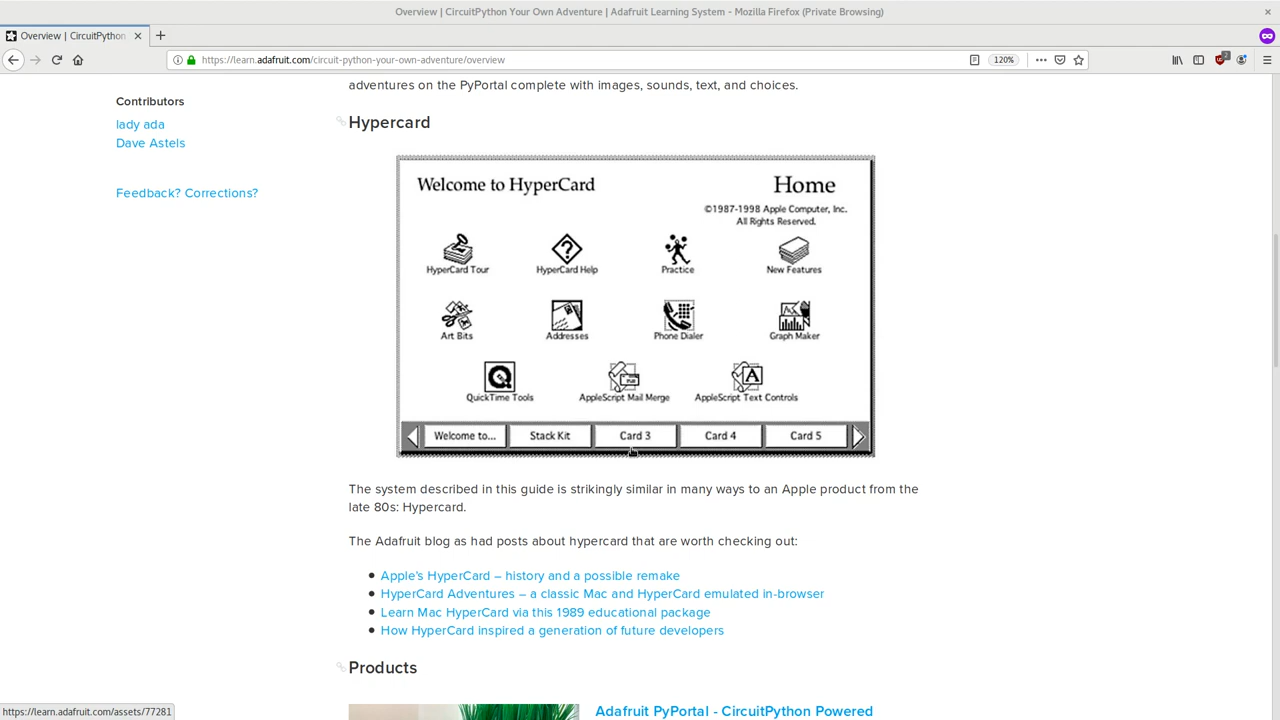 Overview | CircuitPython Your Own Adventure | Adafruit Learning System - Mozilla Firefox (Private Browsing)
Overview | CircuitPython
https://learn.adafruit.com/circuit-python-your-own-adventure/overview
120%
adventures on the PyPortal complete with images, sounds, text, and choices.
Contributors
lady ada
Dave Astels
Feedback? Corrections?
Hypercard
Welcome to HyperCard
Home
©1987-1998 Apple Computer, Inc.
All Rights Reserved.
HyperCard Tour
HyperCard Help
Practice
New Features
Art Bits
Addresses
Phone Dialer
Graph Maker
QuickTime Tools
AppleScript Mail Merge
AppleScript Text Controls
Welcome to...
Stack Kit
Card 3
Card 4
Card 5
The system described in this guide is strikingly similar in many ways to an Apple product from the
late 80s: Hypercard.
The Adafruit blog as had posts about hypercard that are worth checking out:
Apple's HyperCard – history and a possible remake
HyperCard Adventures – a classic Mac and HyperCard emulated in-browser
Learn Mac HyperCard via this 1989 educational package
How HyperCard inspired a generation of future developers
Products
Adafruit PyPortal - CircuitPython Powered
https://learn.adafruit.com/assets/77281